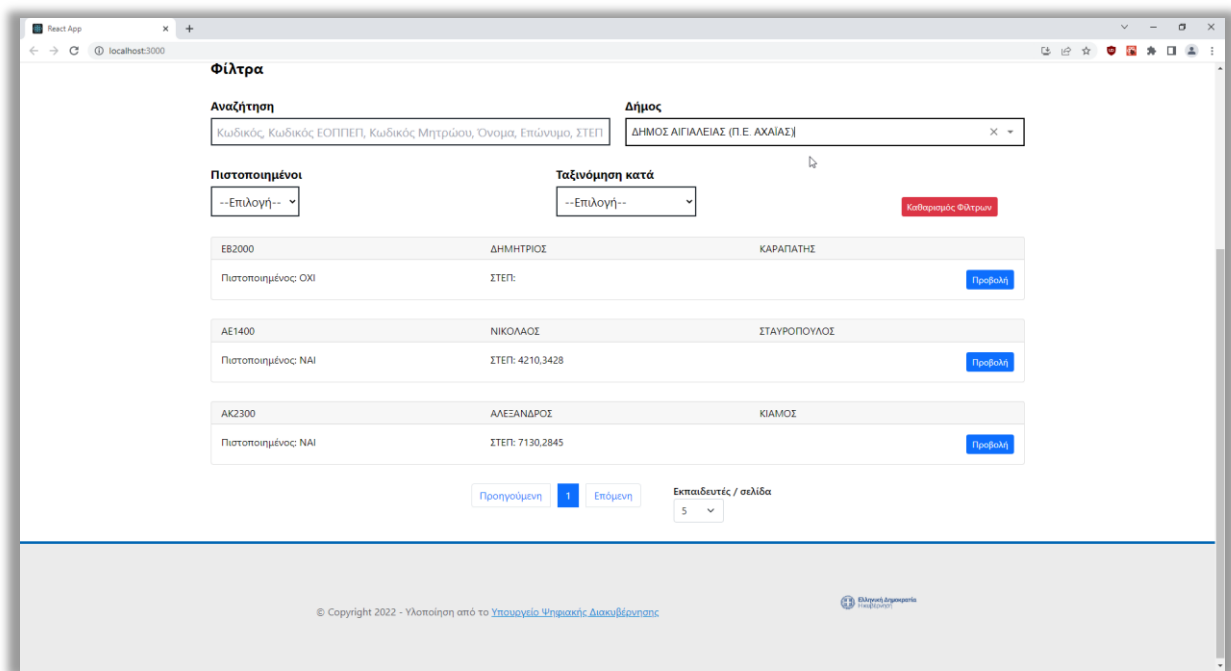 React App
localhost:3000
Φίλτρα
Αναζήτηση
Δήμος
Κωδικός, Κωδικός ΕΟΠΠΕΠ, Κωδικός Μητρώου, Όνομα, Επώνυμο, ΣΤΕΠ
ΔΗΜΟΣ ΑΙΓΙΑΛΕΙΑΣ (Π.Ε. ΑΧΑΪΑΣ)
Πιστοποιημένοι
Ταξινόμηση κατά
--Επιλογή--
--Επιλογή--
Καθαρισμός Φίλτρων
EB2000 ΔΗΜΗΤΡΙΟΣ ΚΑΡΑΠΑΤΗΣ
Πιστοποιημένος: ΟΧΙ ΣΤΕΠ: Προβολή
AE1400 ΝΙΚΟΛΑΟΣ ΣΤΑΥΡΟΠΟΥΛΟΣ
Πιστοποιημένος: ΝΑΙ ΣΤΕΠ: 4210,3428 Προβολή
AK2300 ΑΛΕΞΑΝΔΡΟΣ ΚΙΑΜΟΣ
Πιστοποιημένος: ΝΑΙ ΣΤΕΠ: 7130,2845 Προβολή
Προηγούμενη 1 Επόμενη
Εκπαιδευτές / σελίδα
5
© Copyright 2022 - Υλοποίηση από το Υπουργείο Ψηφιακής Διακυβέρνησης
Ελληνική Δημοκρατία